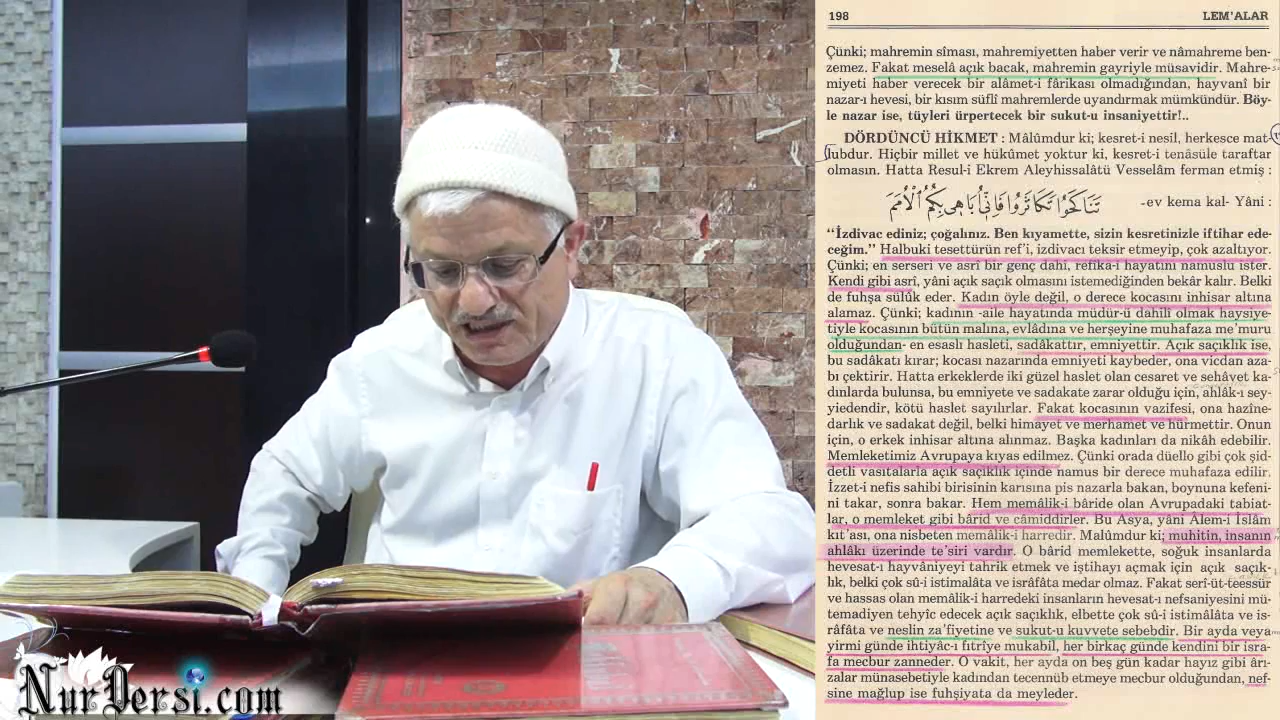 198 LEM'ALAR
Çünki; mahremin sîması, mahremiyetten haber verir ve nâmahreme ben-
zemez. Fakat meselâ açık bacak, mahremin gayriyle müsavidir. Mahre-
miyeti haber verecek bir alâmet-i fârikası olmadığından, hayvanî bir
nazar-ı hevesi, bir kısım süflî mahremlerde uyandırmak mümkündür. Böy-
le nazar ise, tüyleri ürpertecek bir sukut-u insaniyettir!..
DÖRDÜNCÜ HİKMET : Mâlûmdur ki; kesret-i nesil, herkesce mat-
lubdur. Hiçbir millet ve hükûmet yoktur ki, kesret-i tenâsüle taraftar
olmasın. Hatta Resul-i Ekrem Aleyhissalâtü Vesselâm ferman etmiş :
تَنَاكَحُوا تَكَاثَرُوا فَاِنِّى اُبَاهِى بِكُمُ الْاُمَمَ -ev kema kal- Yâni :
“İzdivac ediniz; çoğalınız. Ben kıyamette, sizin kesretinizle iftihar ede-
ceğim.” Halbuki tesettürün ref'i, izdivacı teksir etmeyip, çok azaltıyor.
Çünki; en serseri ve asrî bir genç dahi, refika-i hayatını namuslu ister.
Kendi gibi asrî, yâni açık saçık olmasını istemediğinden bekâr kalır. Belki
de fuhşa sülûk eder. Kadın öyle değil, o derece kocasını inhisar altına
alamaz. Çünki; kadının -aile hayatında müdür-ü dahilî olmak haysiye-
tiyle kocasının bütün malına, evlâdına ve herşeyine muhafaza me'muru
olduğundan- en esaslı hasleti, sadâkattır, emniyettir. Açık saçıklık ise,
bu sadâkatı kırar; kocası nazarında emniyeti kaybeder, ona vicdan aza-
bı çektirir. Hatta erkeklerde iki güzel haslet olan cesaret ve sehâvet ka-
dınlarda bulunsa, bu emniyete ve sadakate zarar olduğu için, ahlâk-ı sey-
yiedendir, kötü haslet sayılırlar. Fakat kocasının vazifesi, ona hazîne-
darlık ve sadakat değil, belki himayet ve merhamet ve hürmettir. Onun
için, o erkek inhisar altına alınmaz. Başka kadınları da nikâh edebilir.
Memleketimiz Avrupaya kıyas edilmez. Çünki orada düello gibi çok şid-
detli vasıtalarla açık saçıklık içinde namus bir derece muhafaza edilir.
İzzet-i nefis sahibi birisinin karısına pis nazarla bakan, boynuna kefeni-
ni takar, sonra bakar. Hem memâlik-i bâride olan Avrupadaki tabiat-
lar, o memleket gibi bârid ve câmiddirler. Bu Asya, yâni Âlem-i İslâm
kıt'ası, ona nisbeten memâlik-i harredir. Malûmdur ki; muhitin, insanın
ahlâkı üzerinde te'siri vardır. O bârid memlekette, soğuk insanlarda
hevesat-ı hayvâniyeyi tahrik etmek ve iştihayı açmak için açık saçık-
lık, belki çok sû-i istimalâta ve isrâfâta medar olmaz. Fakat serî-üt-teessür
ve hassas olan memâlik-i harredeki insanların hevesat-ı nefsaniyesini mü-
temadiyen tehyîc edecek açık saçıklık, elbette çok sû-i istimâlâta ve is-
râfâta ve neslin za'fiyetine ve sukut-u kuvvete sebebdir. Bir ayda veya
yirmi günde ihtiyâc-ı fıtrîye mukabil, her birkaç günde kendini bir isra-
fa mecbur zanneder. O vakit, her ayda on beş gün kadar hayız gibi ârı-
zalar münasebetiyle kadından tecennüb etmeye mecbur olduğundan, nef-
sine mağlup ise fuhşiyata da meyleder.
NurDersi.com